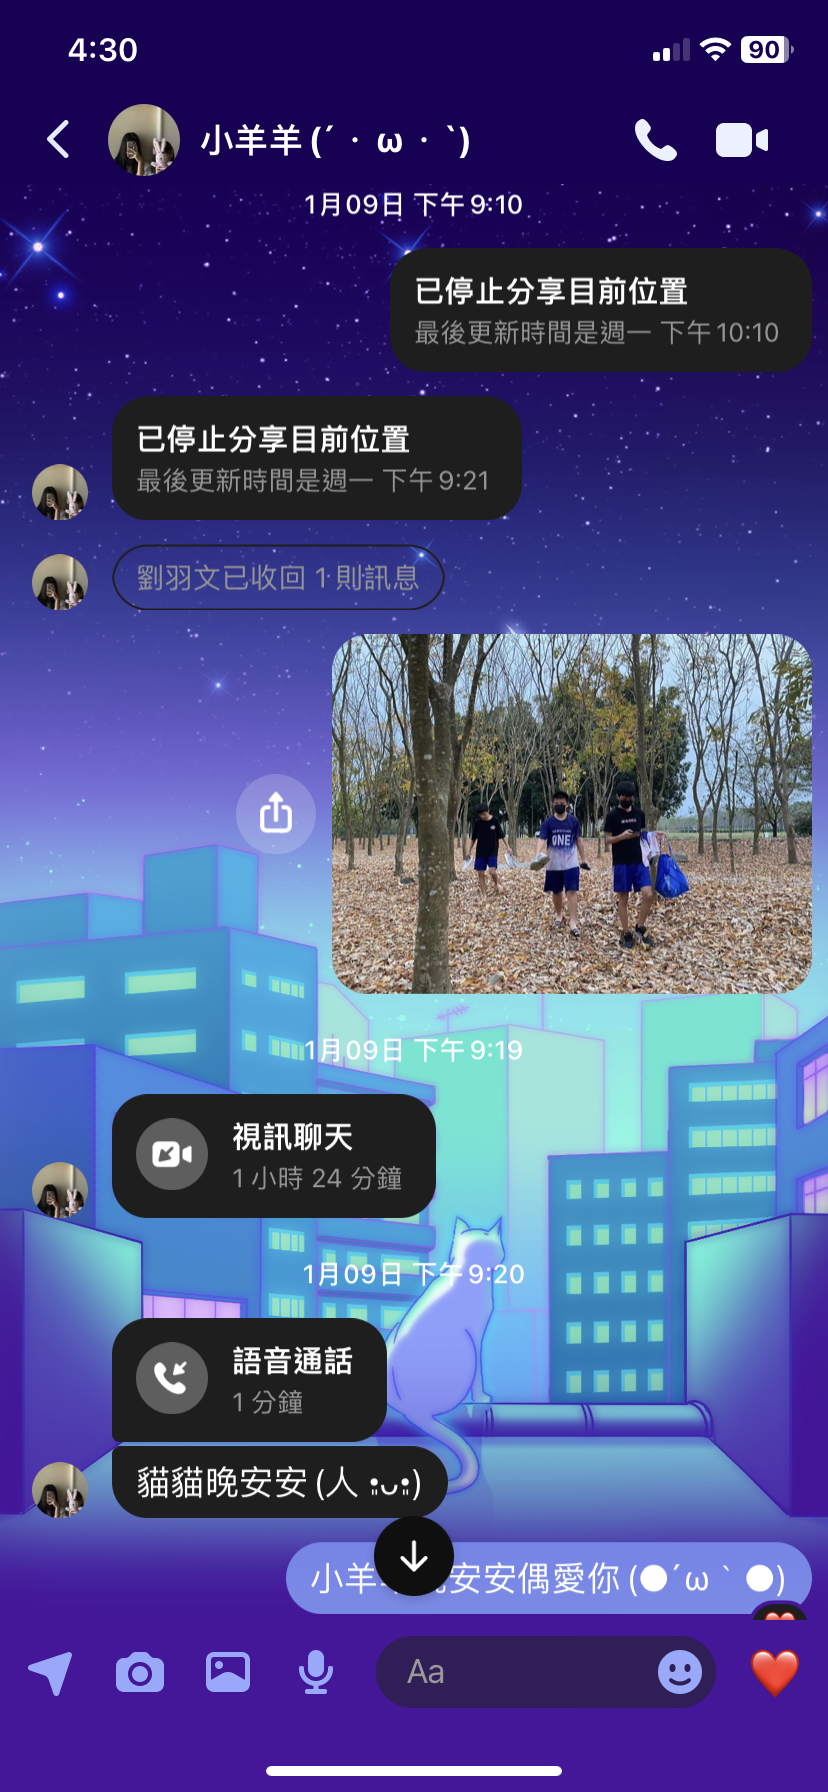 4:30
90
小羊羊 (´・ω・`)
1月09日 下午9:10
已停止分享目前位置
最後更新時間是週一 下午10:10
已停止分享目前位置
最後更新時間是週一 下午9:21
劉羽文已收回 1 則訊息
ONE
1月09日 下午9:19
視訊聊天
1 小時 24 分鐘
1月09日 下午9:20
語音通話
1 分鐘
貓貓晚安安 (人 •͈ᴗ•͈)
小羊 安安偶愛你 (●´ω｀●)
Aa